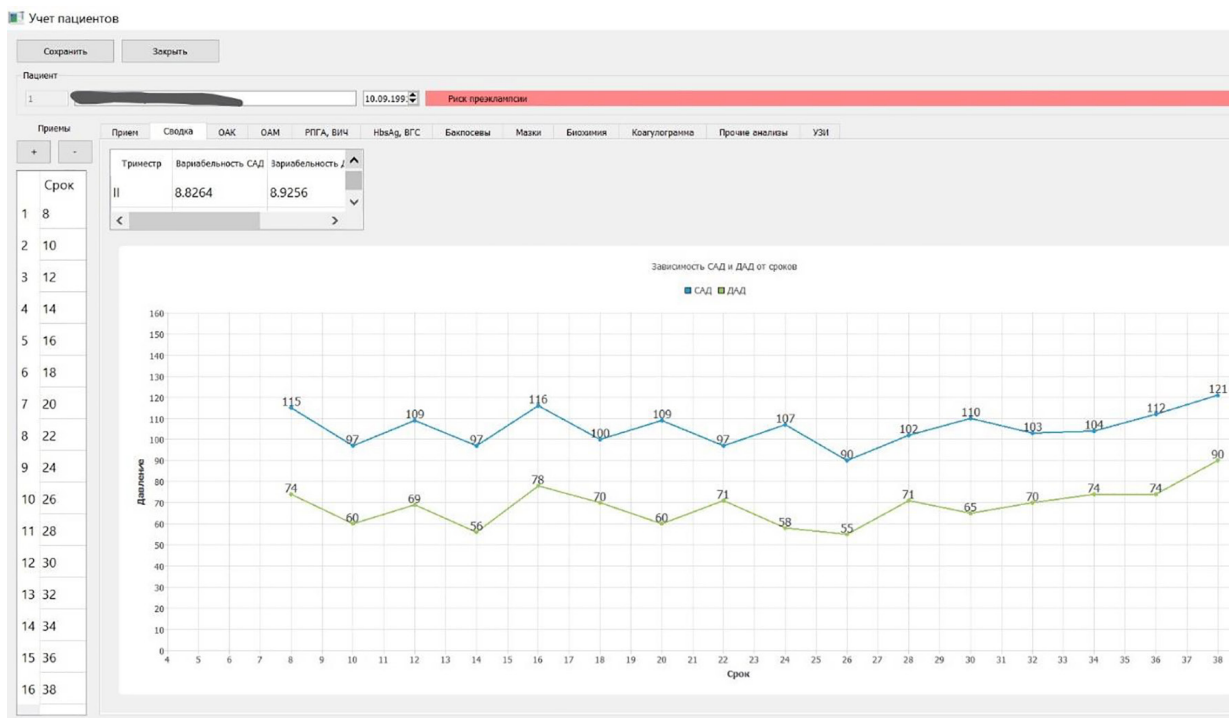 Учет пациентов
Сохранить Закрыть
Пациент
1 10.09.199 Риск преэклампсии
Приемы
+ -
Прием Сводка ОАК ОАМ РПГА, ВИЧ HbsAg, ВГС Бакпосевы Мазки Биохимия Коагулограмма Прочие анализы УЗИ
Триместр Вариабельность САД Вариабельность Д
II 8.8264 8.9256
Срок
1 8
2 10
3 12
4 14
5 16
6 18
7 20
8 22
9 24
10 26
11 28
12 30
13 32
14 34
15 36
16 38
Зависимость САД и ДАД от сроков
САД ДАД
Давление
160
150
140
130
120
110
100
90
80
70
60
50
40
30
20
10
0
115 97 109 97 116 100 109 97 107 90 102 110 103 104 112 121
74 60 69 56 78 70 60 71 58 55 71 65 70 74 74 90
4 5 6 7 8 9 10 11 12 13 14 15 16 17 18 19 20 21 22 23 24 25 26 27 28 29 30 31 32 33 34 35 36 37 38
Срок